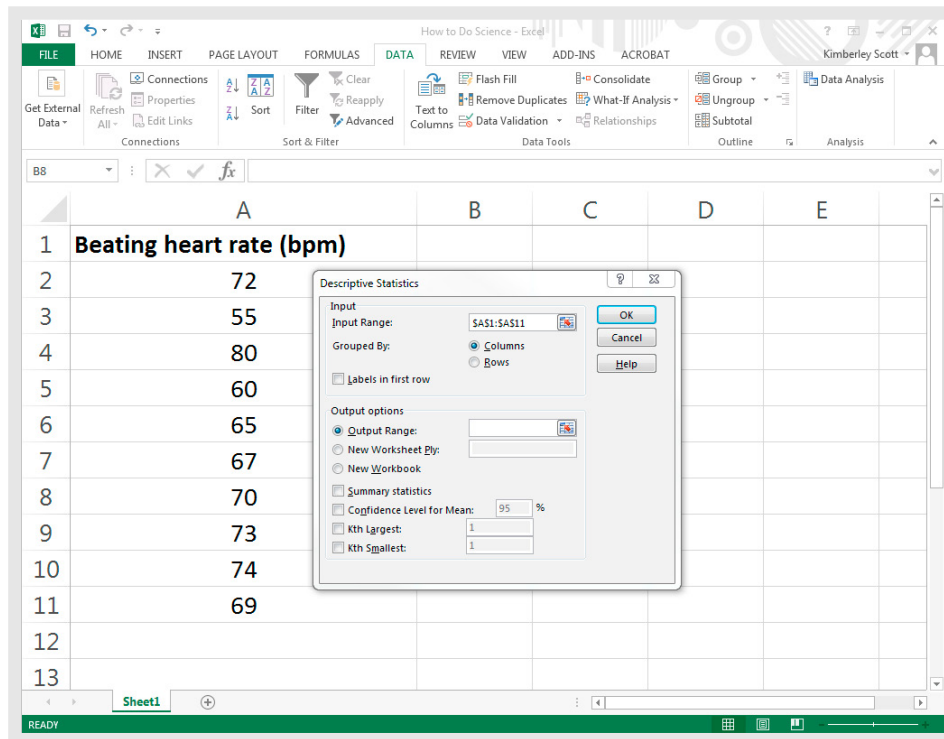 How to Do Science - Excel
?
FILE HOME INSERT PAGE LAYOUT FORMULAS DATA REVIEW VIEW ADD-INS ACROBAT Kimberley Scott
Get External Data
Refresh All
Connections
Properties
Edit Links
Connections
Sort
Filter
Clear
Reapply
Advanced
Sort & Filter
Text to Columns
Flash Fill
Remove Duplicates
Data Validation
Consolidate
What-If Analysis
Relationships
Data Tools
Group
Ungroup
Subtotal
Outline
Data Analysis
Analysis
B8
fx
A B C D E
1 Beating heart rate (bpm)
2 72
3 55
4 80
5 60
6 65
7 67
8 70
9 73
10 74
11 69
12
13
Descriptive Statistics
?
Input
Input Range: $A$1:$A$11
Grouped By: Columns
Rows
Labels in first row
OK
Cancel
Help
Output options
Output Range:
New Worksheet Ply:
New Workbook
Summary statistics
Confidence Level for Mean: 95 %
Kth Largest: 1
Kth Smallest: 1
Sheet1
READY